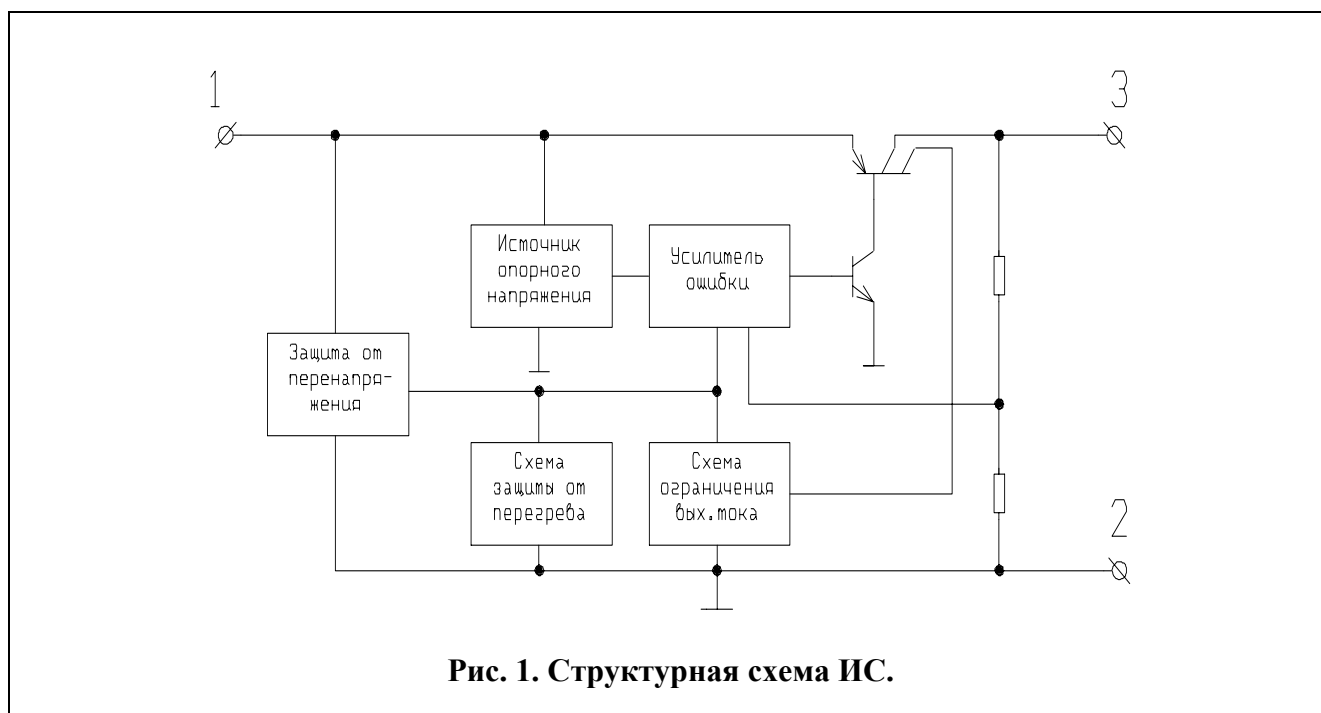 1
3
Источник
опорного
напряжения
Усилитель
ошибки
Защита от
перенапря-
жения
Схема
защиты от
перегрева
Схема
ограничения
вых.тока
2
Рис. 1. Структурная схема ИС.